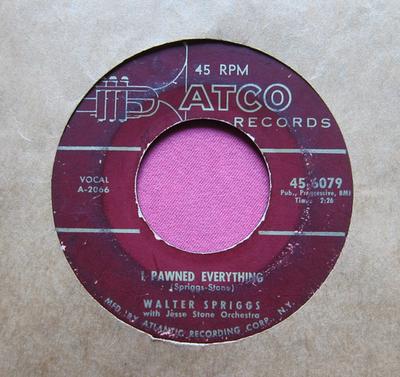 45 RPM
ATCO
RECORDS
VOCAL
A-2066
45-6079
Pub., Progressive, BMI
Time: 2:26
I PAWNED EVERYTHING
(Spriggs-Stone)
WALTER SPRIGGS
with Jesse Stone Orchestra
MFD. BY ATLANTIC RECORDING CORP., N.Y.